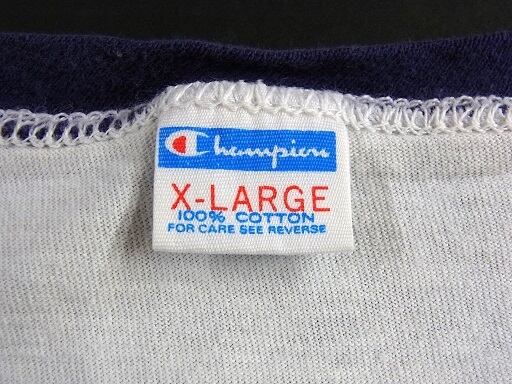 Champion
X-LARGE
100% COTTON
FOR CARE SEE REVERSE